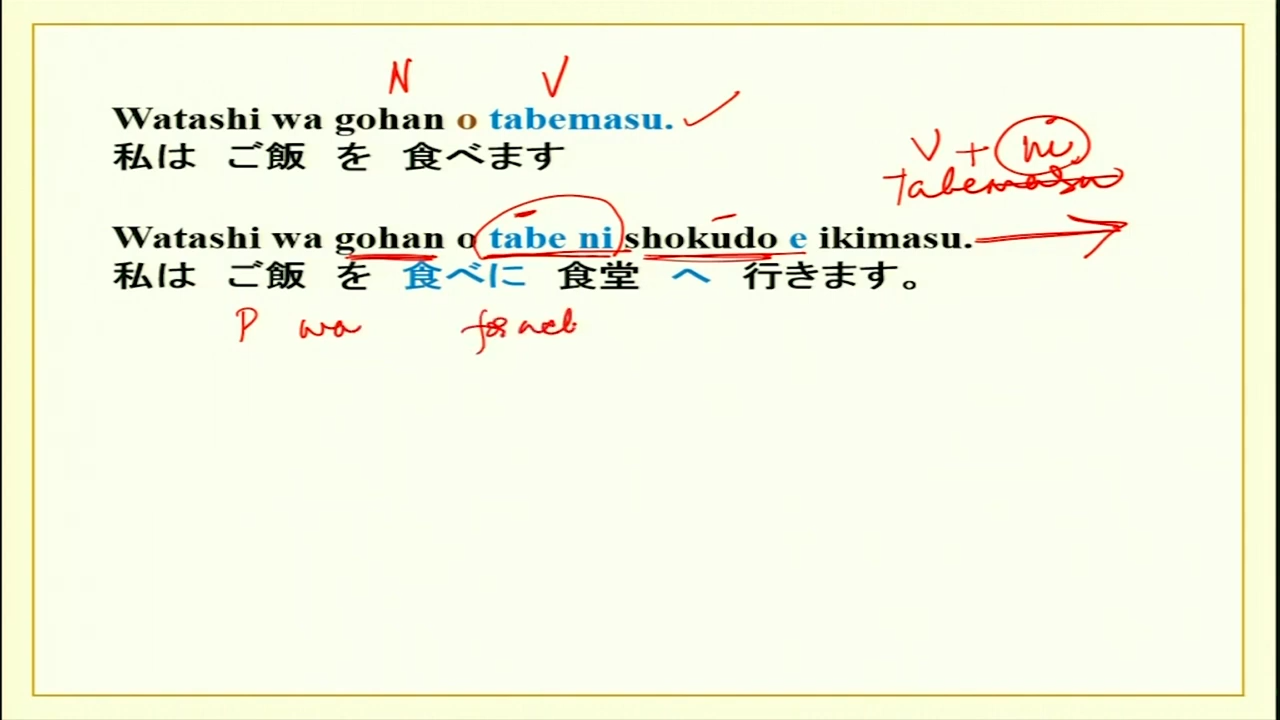 N V
Watashi wa gohan o tabemasu.
私は ご飯 を 食べます
V + ni
tabemasu
Watashi wa gohan o tabe ni shokudo e ikimasu.
私は ご飯 を 食べに 食堂 へ 行きます。
P wa